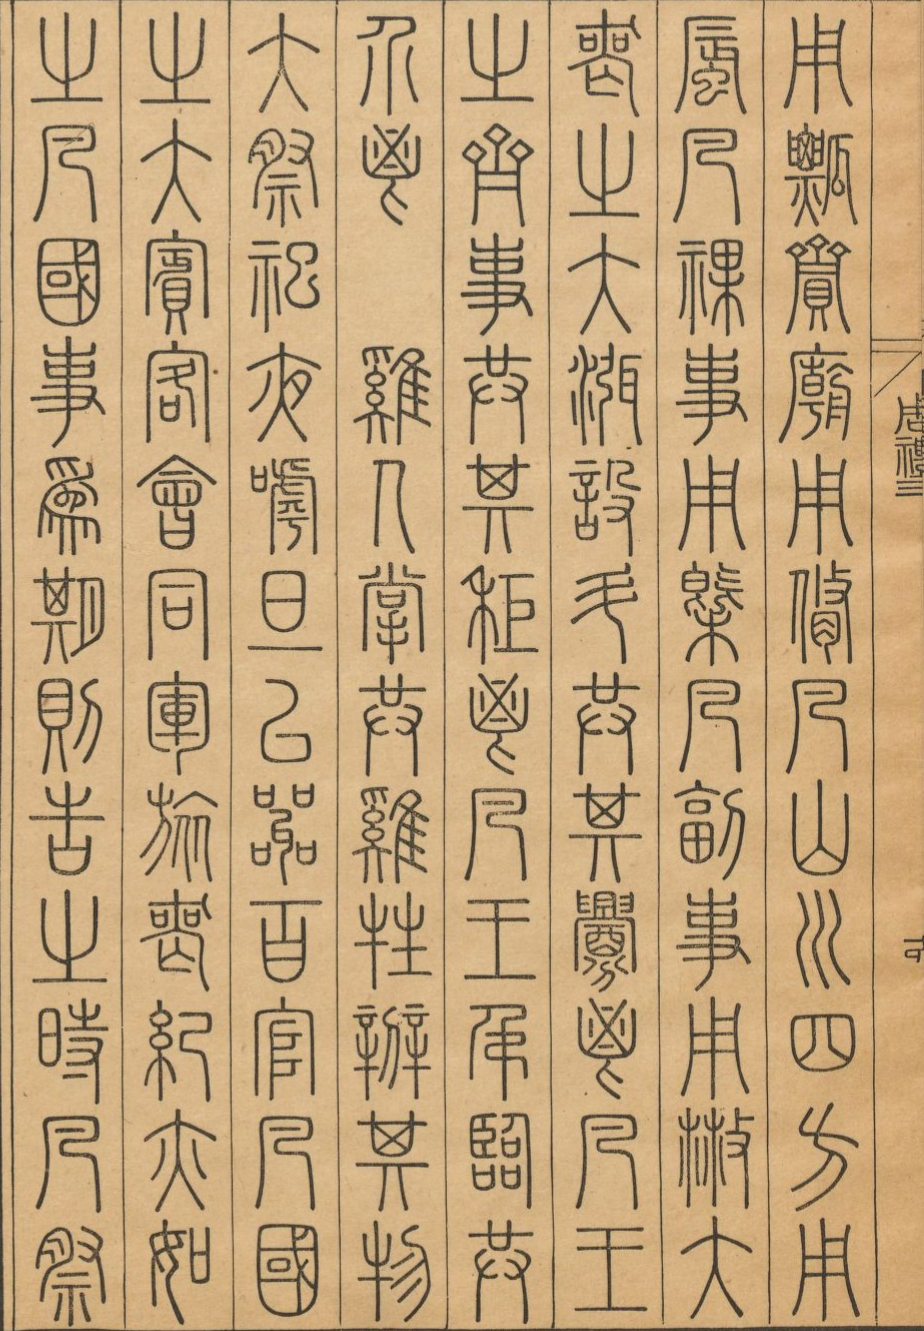 用瓢齎廟用脩凡山川四方用
蜃凡祼事用槩凡副事用散大
喪之大渳設斗共其釁鬯凡王
之齊事共其秬鬯凡王弔臨共
介鬯
雞人掌共雞牲辨其物
大祭祀夜嘑旦以嘂百官凡國
之大賓客會同軍旅喪紀亦如
之凡國事爲期則告之時凡祭
周禮三